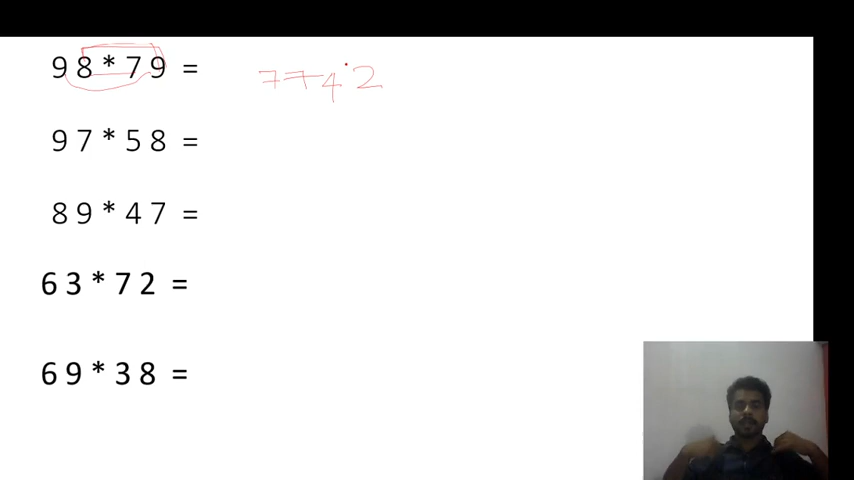 98*79 = 7742
97*58 =
89*47 =
63*72 =
69*38 =